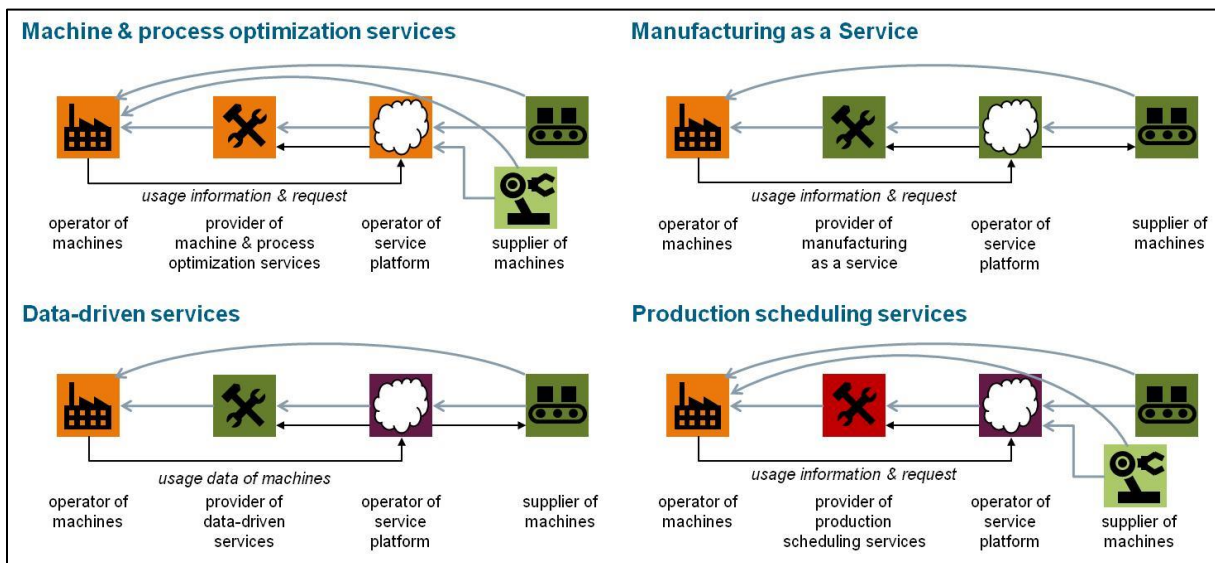 Machine & process optimization services
usage information & request
operator of
machines
provider of
machine & process
optimization services
operator of
service
platform
supplier of
machines
Manufacturing as a Service
usage information & request
operator of
machines
provider of
manufacturing
as a service
operator of
service
platform
supplier of
machines
Data-driven services
usage data of machines
operator of
machines
provider of
data-driven
services
operator of
service
platform
supplier of
machines
Production scheduling services
usage information & request
operator of
machines
provider of
production
scheduling services
operator of
service
platform
supplier of
machines